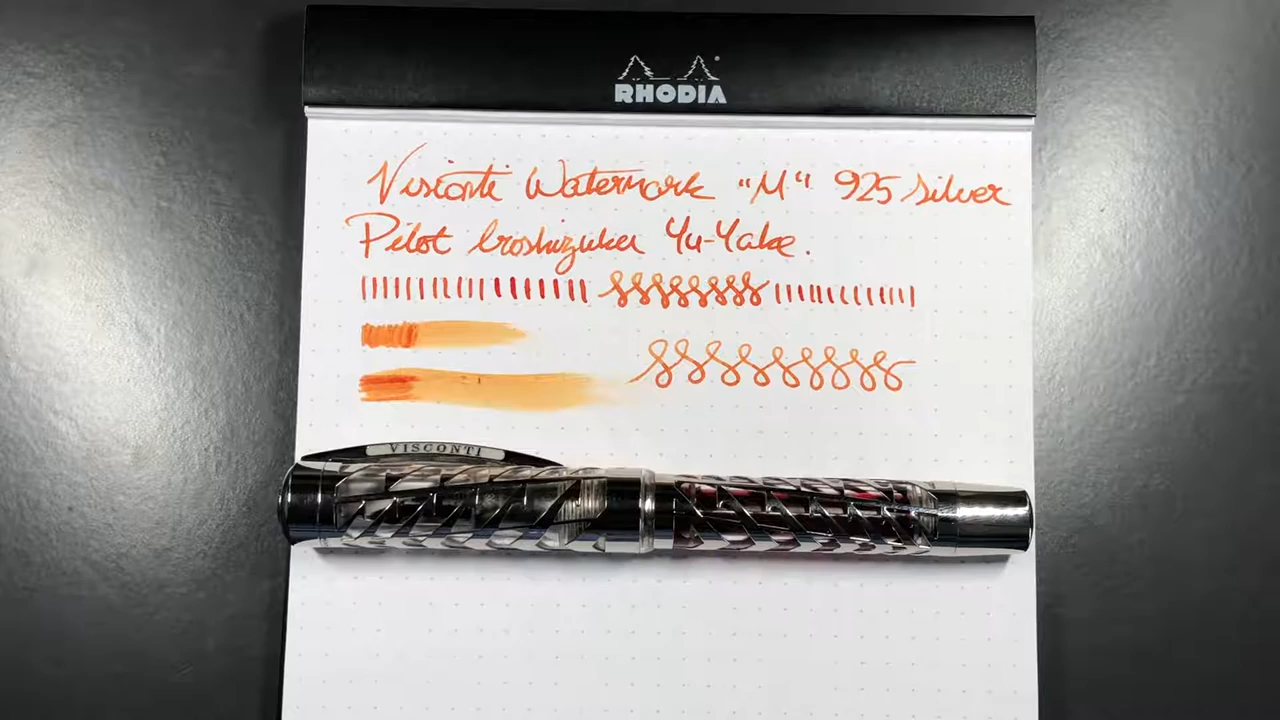 RHODIA
Visconti Watermark "M" 925 Silver
Pilot Iroshizuku Yu-Yake.
VISCONTI